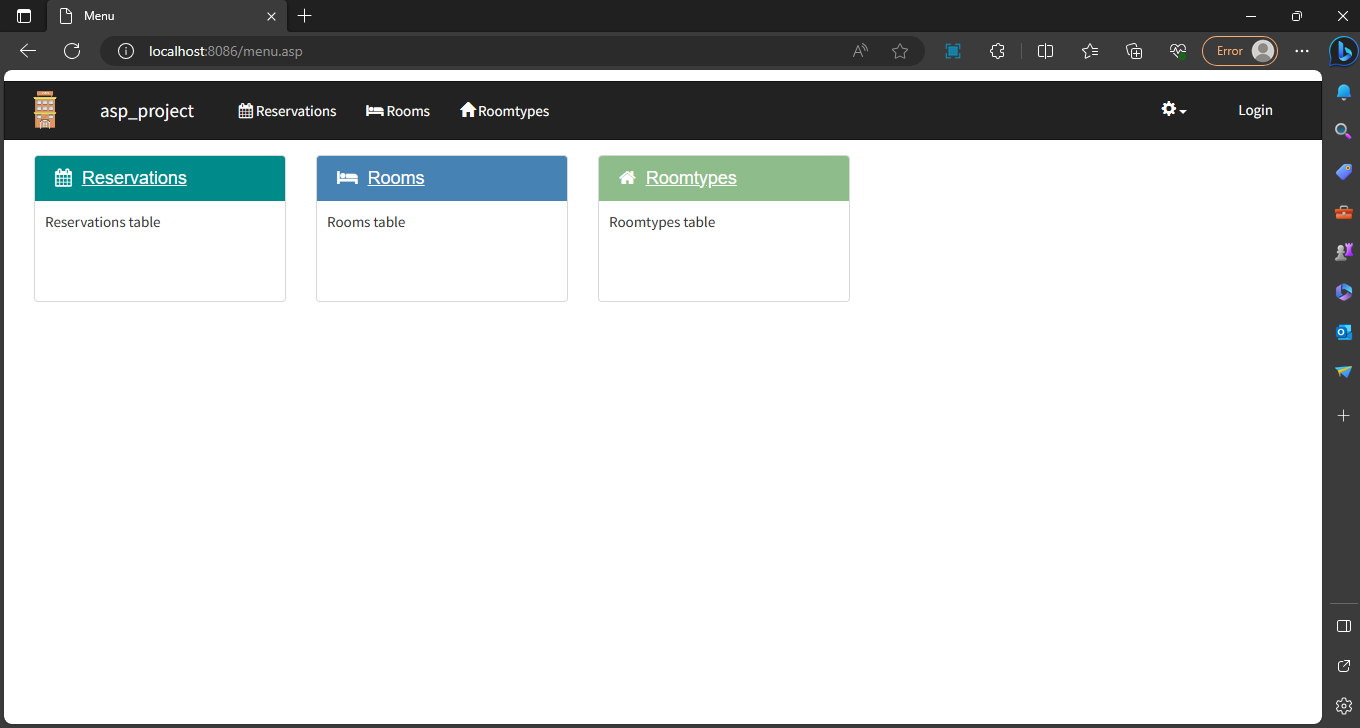 Menu
localhost:8086/menu.asp
Error
asp_project Reservations Rooms Roomtypes Login
Reservations Rooms Roomtypes
Reservations table Rooms table Roomtypes table